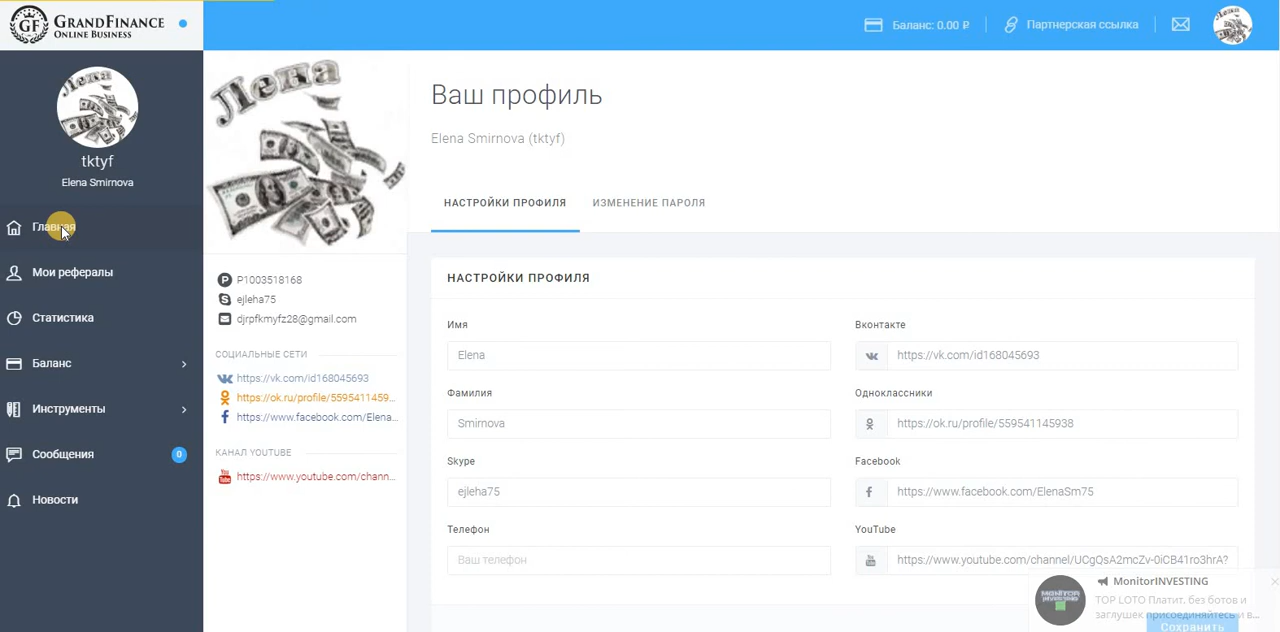 GF GRANDFINANCE
ONLINE BUSINESS
Баланс: 0.00 ₽
Партнерская ссылка
Лена
tktyf
Elena Smirnova
Главная
Мои рефералы
Статистика
Баланс
Инструменты
Сообщения 0
Новости
Лена
P P1003518168
ejleha75
djrpfkmyfz28@gmail.com
СОЦИАЛЬНЫЕ СЕТИ
https://vk.com/id168045693
https://ok.ru/profile/5595411459...
https://www.facebook.com/Elena...
КАНАЛ YOUTUBE
https://www.youtube.com/chann...
Ваш профиль
Elena Smirnova (tktyf)
НАСТРОЙКИ ПРОФИЛЯ
ИЗМЕНЕНИЕ ПАРОЛЯ
НАСТРОЙКИ ПРОФИЛЯ
Имя
Elena
Фамилия
Smirnova
Skype
ejleha75
Телефон
Ваш телефон
Вконтакте
https://vk.com/id168045693
Одноклассники
https://ok.ru/profile/559541145938
Facebook
https://www.facebook.com/ElenaSm75
YouTube
https://www.youtube.com/channel/UCgQsA2mcZv-0iCB41ro3hrA?
MonitorINVESTING
TOP LOTO Платит. без ботов и
заглушек присоединяйтесь и в...
Сохранить